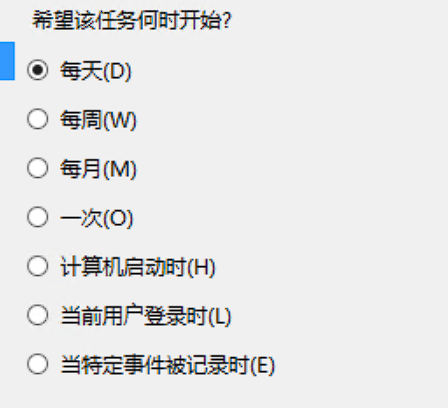 希望该任务何时开始?
每天(D)
每周(W)
每月(M)
一次(O)
计算机启动时(H)
当前用户登录时(L)
当特定事件被记录时(E)